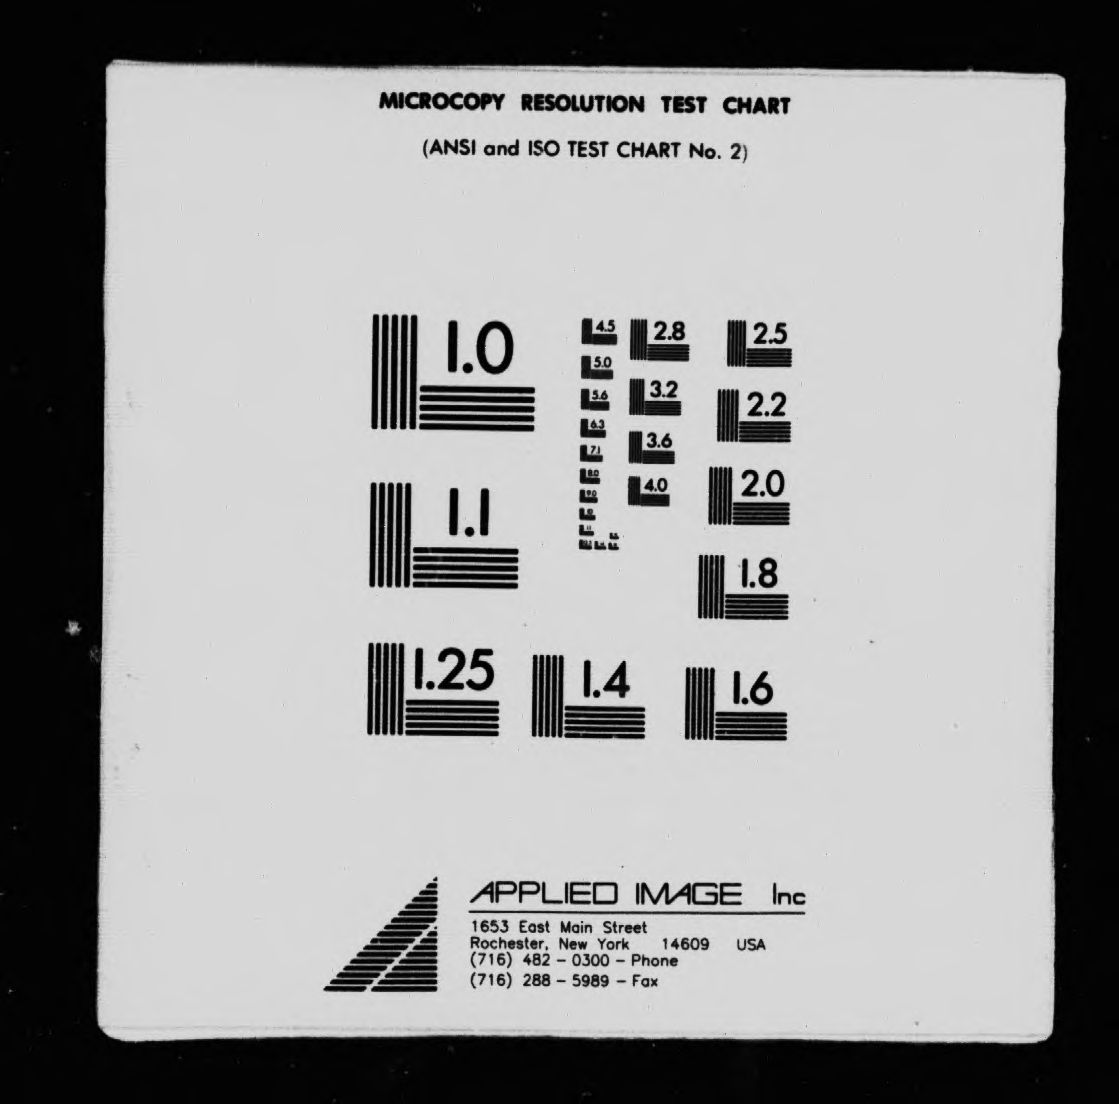 MICROCOPY RESOLUTION TEST CHART
(ANSI and ISO TEST CHART No. 2)
1.0
1.1
1.25
1.4
1.6
1.8
2.0
2.2
2.5
2.8
3.2
3.6
4.0
4.5
5.0
5.6
6.3
7.1
8.0
9.0
APPLIED IMAGE Inc
1653 East Main Street
Rochester, New York 14609 USA
(716) 482 - 0300 - Phone
(716) 288 - 5989 - Fax